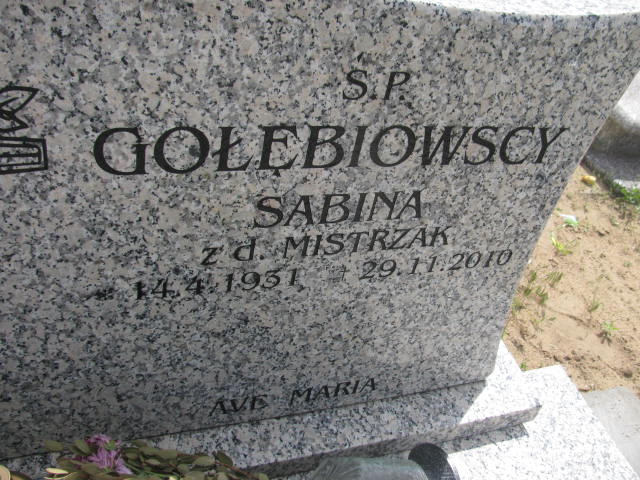 Ś.P.
GOŁĘBIOWSCY
SABINA
z d. MISTRZAK
* 14.4.1931 + 29.11.2010
AVE MARIA